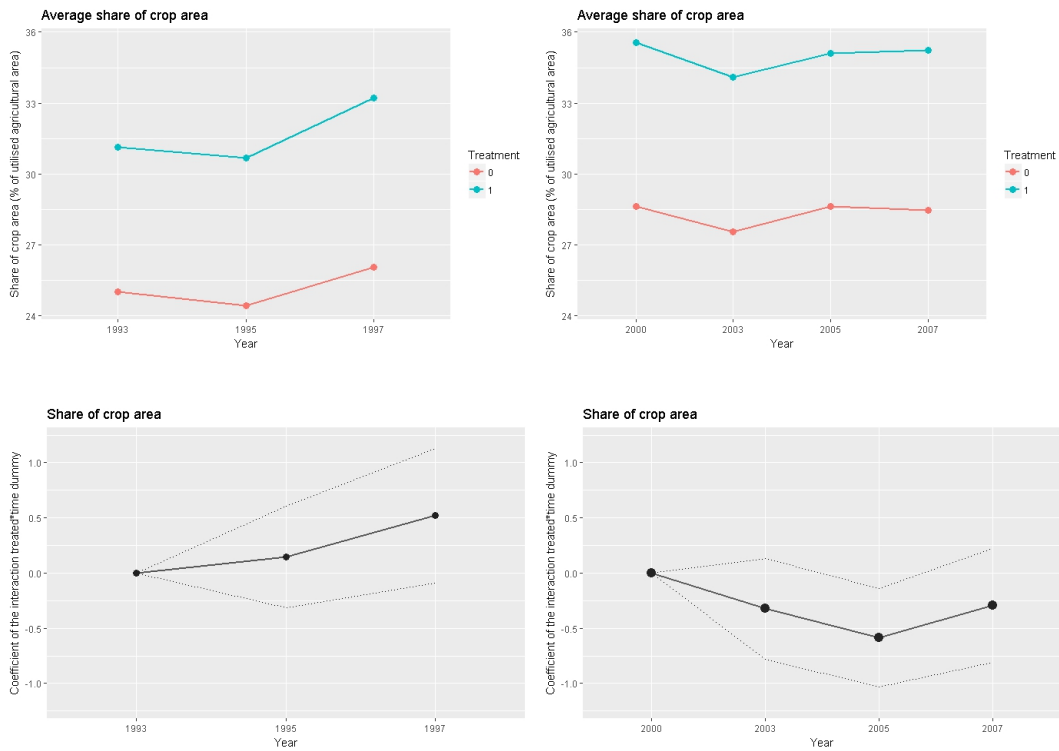 Average share of crop area
Share of crop area (% of utilised agricultural area)
36
33
30
27
24
1993
1995
1997
Year
Treatment
0
1
Average share of crop area
Share of crop area (% of utilised agricultural area)
36
33
30
27
24
2000
2003
2005
2007
Year
Treatment
0
1
Share of crop area
Coefficient of the interaction treated*time dummy
1.0
0.5
0.0
-0.5
-1.0
1993
1995
1997
Year
Share of crop area
Coefficient of the interaction treated*time dummy
1.0
0.5
0.0
-0.5
-1.0
2000
2003
2005
2007
Year